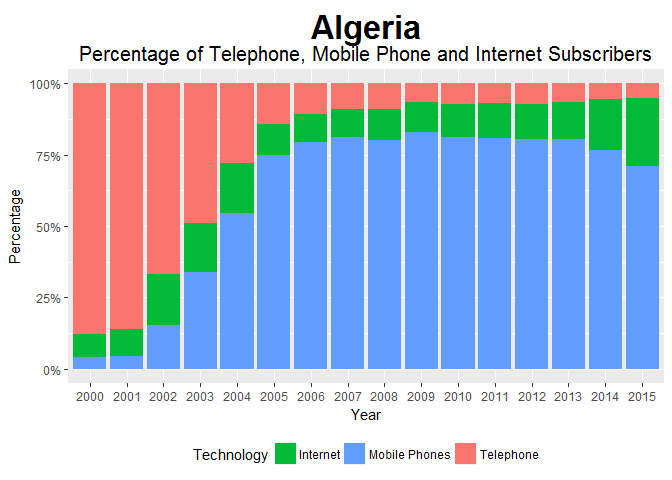 Algeria
Percentage of Telephone, Mobile Phone and Internet Subscribers
Percentage
100%
75%
50%
25%
0%
2000 2001 2002 2003 2004 2005 2006 2007 2008 2009 2010 2011 2012 2013 2014 2015
Year
Technology Internet Mobile Phones Telephone